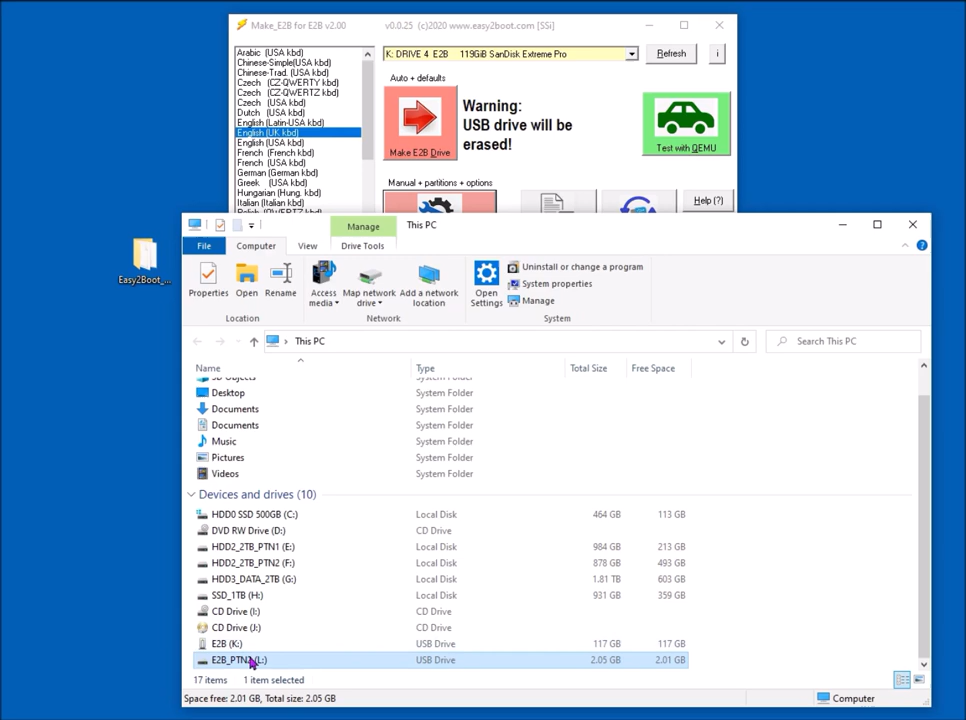 Make_E2B for E2B v2.00 v0.0.25 (c)2020 www.easy2boot.com [SSi]
Arabic (USA kbd)
Chinese-Simple(USA kbd)
Chinese-Trad. (USA kbd)
Czech (CZ-QWERTY kbd)
Czech (CZ-QWERTZ kbd)
Czech (USA kbd)
Dutch (USA kbd)
English (Latin-USA kbd)
English (UK kbd)
English (USA kbd)
French (French kbd)
French (USA kbd)
German (German kbd)
Greek (USA kbd)
Hungarian (Hung. kbd)
Italian (Italian kbd)
K: DRIVE 4 E2B 119GiB SanDisk Extreme Pro
Refresh
i
Auto + defaults
Make E2B Drive
Warning:
USB drive will be
erased!
Test with QEMU
Manual + partitions + options
Help (?)
Easy2Boot_...
Manage
This PC
File
Computer
View
Drive Tools
Properties
Open
Rename
Access
media
Map network
drive
Add a network
location
Open
Settings
Uninstall or change a program
System properties
Manage
Location
Network
System
This PC
Search This PC
Name Type Total Size Free Space
3D Objects System Folder
Desktop System Folder
Documents System Folder
Documents System Folder
Music System Folder
Pictures System Folder
Videos System Folder
Devices and drives (10)
HDD0 SSD 500GB (C:) Local Disk 464 GB 113 GB
DVD RW Drive (D:) CD Drive
HDD2_2TB_PTN1 (E:) Local Disk 984 GB 213 GB
HDD2_2TB_PTN2 (F:) Local Disk 878 GB 493 GB
HDD3_DATA_2TB (G:) Local Disk 1.81 TB 603 GB
SSD_1TB (H:) Local Disk 931 GB 359 GB
CD Drive (I:) CD Drive
CD Drive (J:) CD Drive
E2B (K:) USB Drive 117 GB 117 GB
E2B_PTN2 (L:) USB Drive 2.05 GB 2.01 GB
17 items 1 item selected
Space free: 2.01 GB, Total size: 2.05 GB
Computer